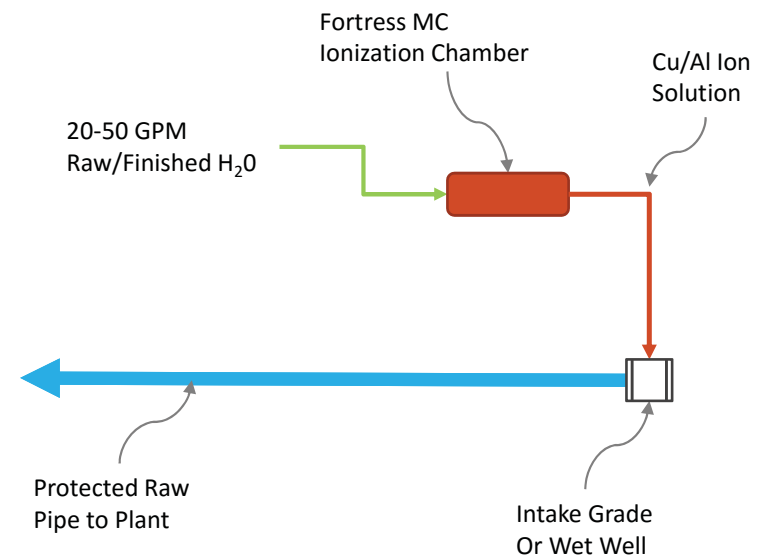 Fortress MC
Ionization Chamber
Cu/Al Ion
Solution
20-50 GPM
Raw/Finished H₂0
Protected Raw
Pipe to Plant
Intake Grade
Or Wet Well